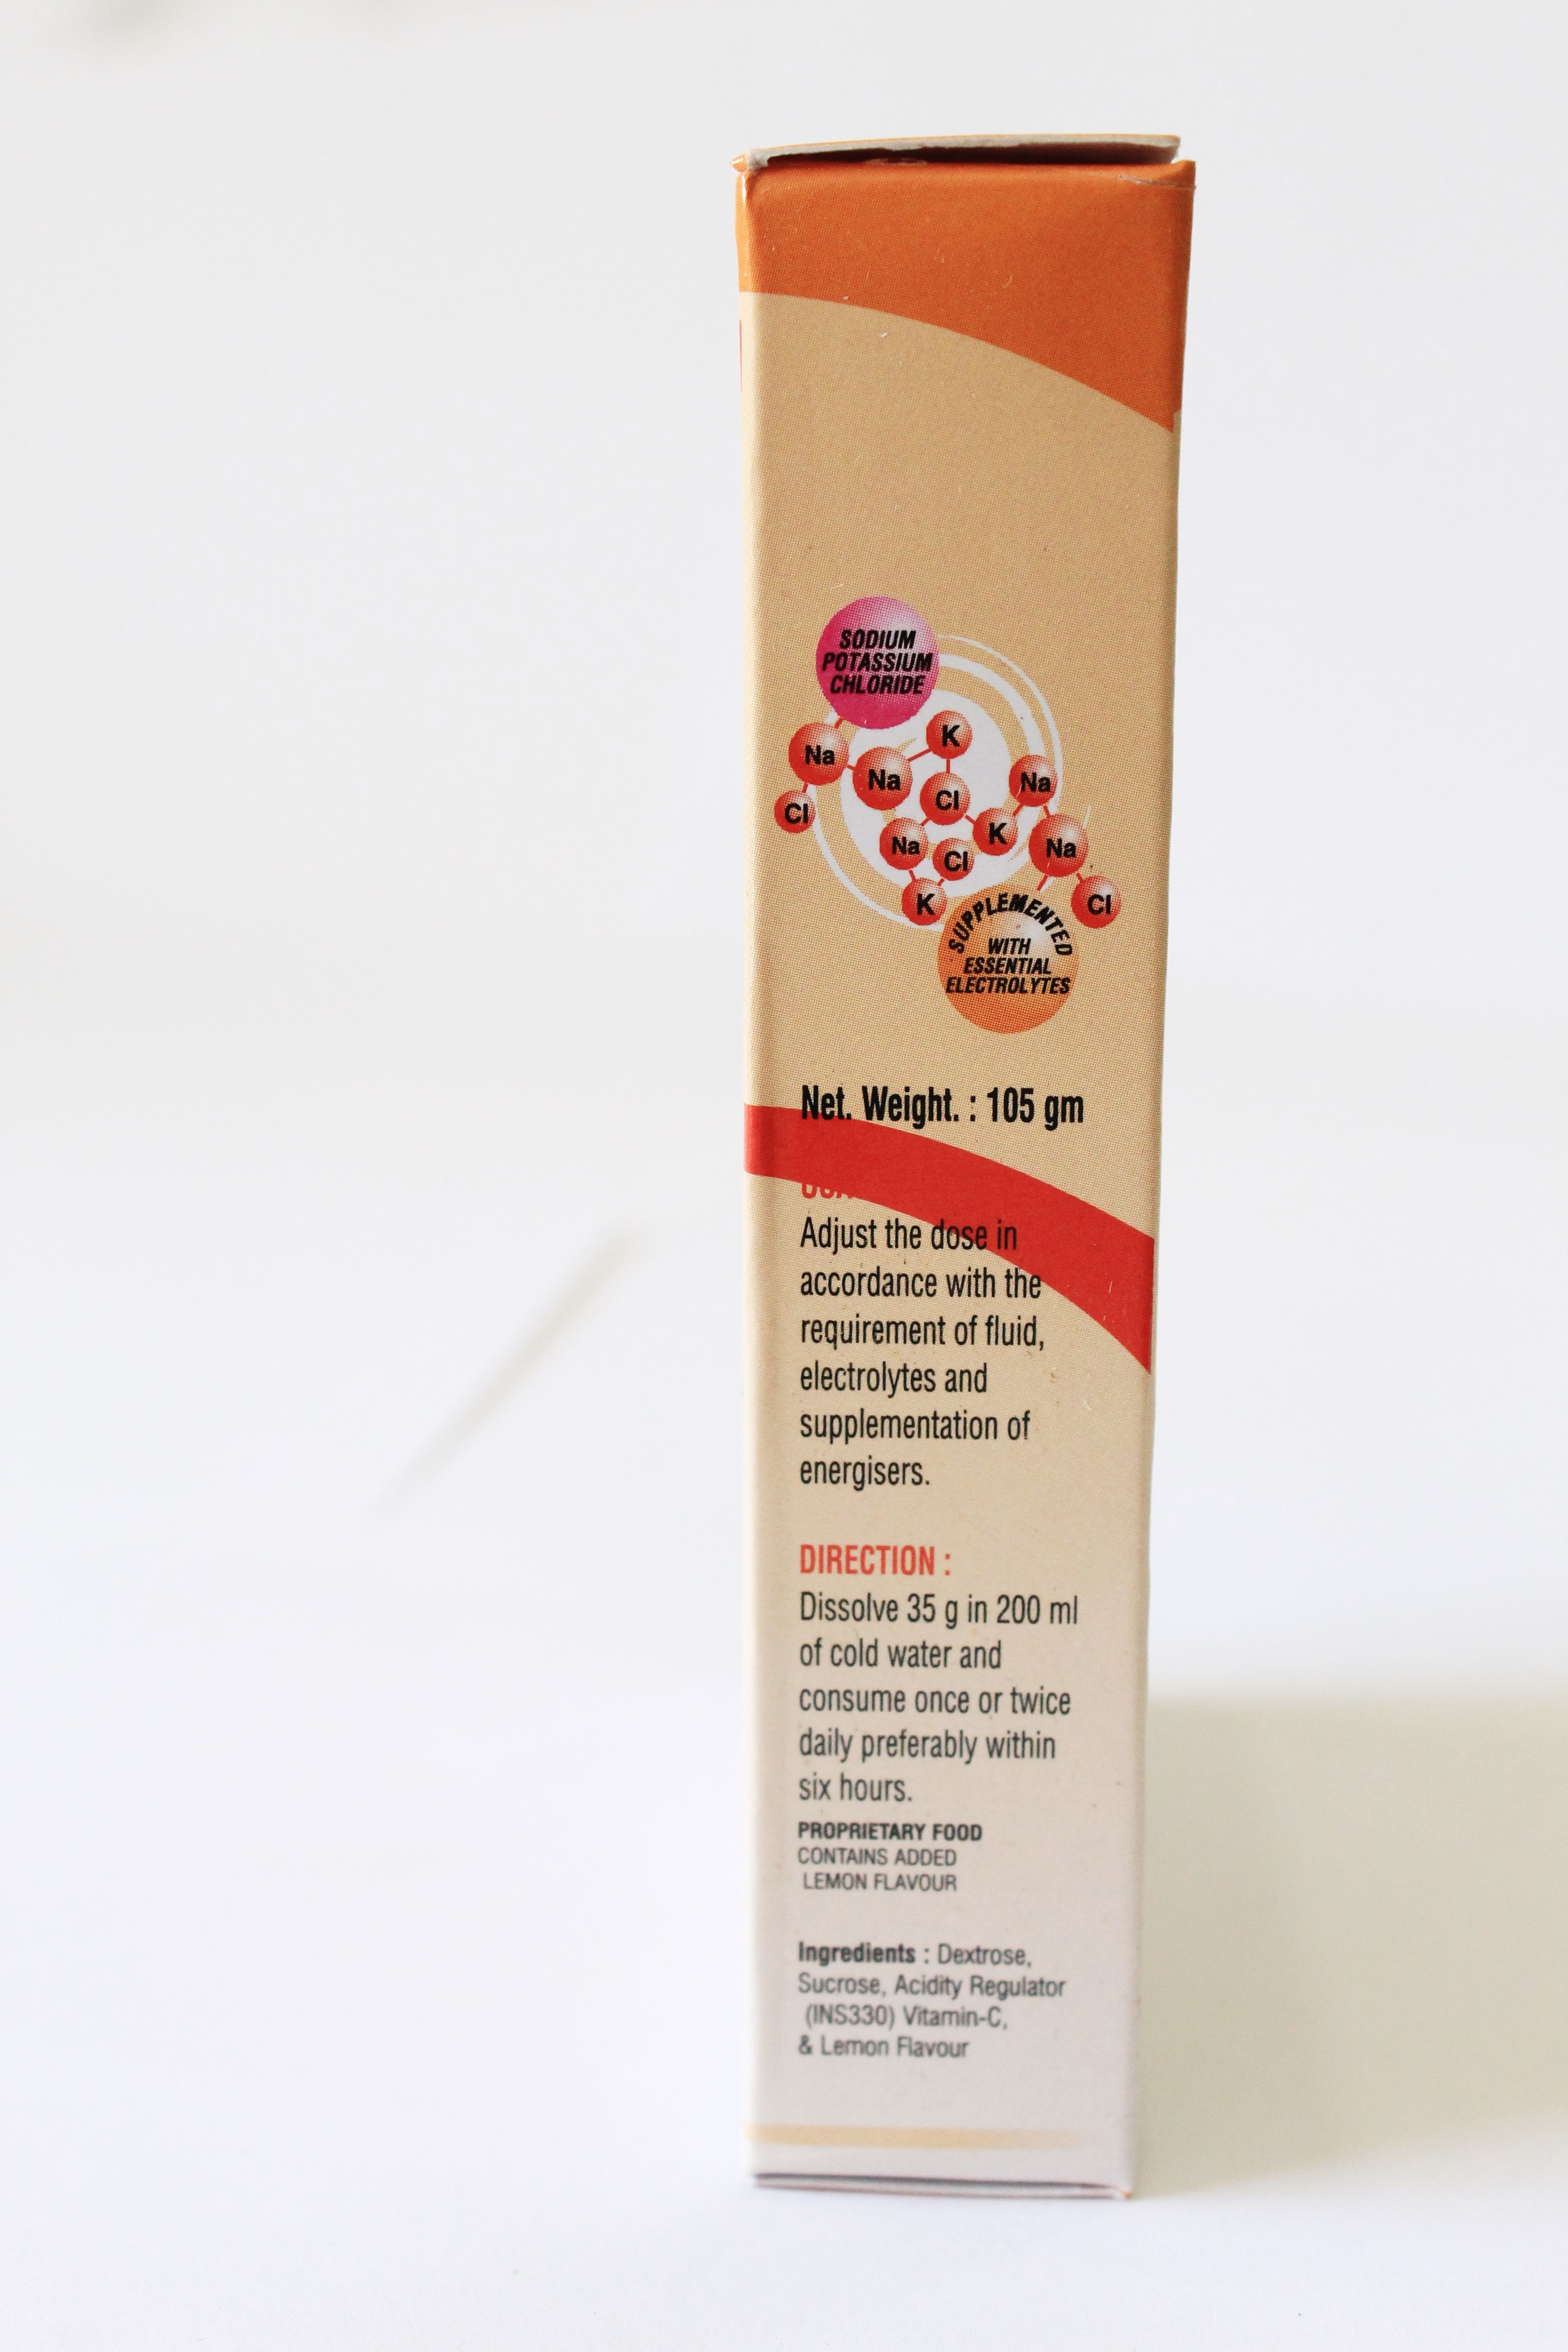 SODIUM
POTASSIUM
CHLORIDE
K
Na
Na
Na
Cl
Cl
K
Na
Na
Cl
K
Cl
SUPPLEMENTED
WITH
ESSENTIAL
ELECTROLYTES
Net. Weight. : 105 gm
Adjust the dose in
accordance with the
requirement of fluid,
electrolytes and
supplementation of
energisers.
DIRECTION :
Dissolve 35 g in 200 ml
of cold water and
consume once or twice
daily preferably within
six hours.
PROPRIETARY FOOD
CONTAINS ADDED
LEMON FLAVOUR
Ingredients : Dextrose,
Sucrose, Acidity Regulator
(INS330) Vitamin-C,
& Lemon Flavour